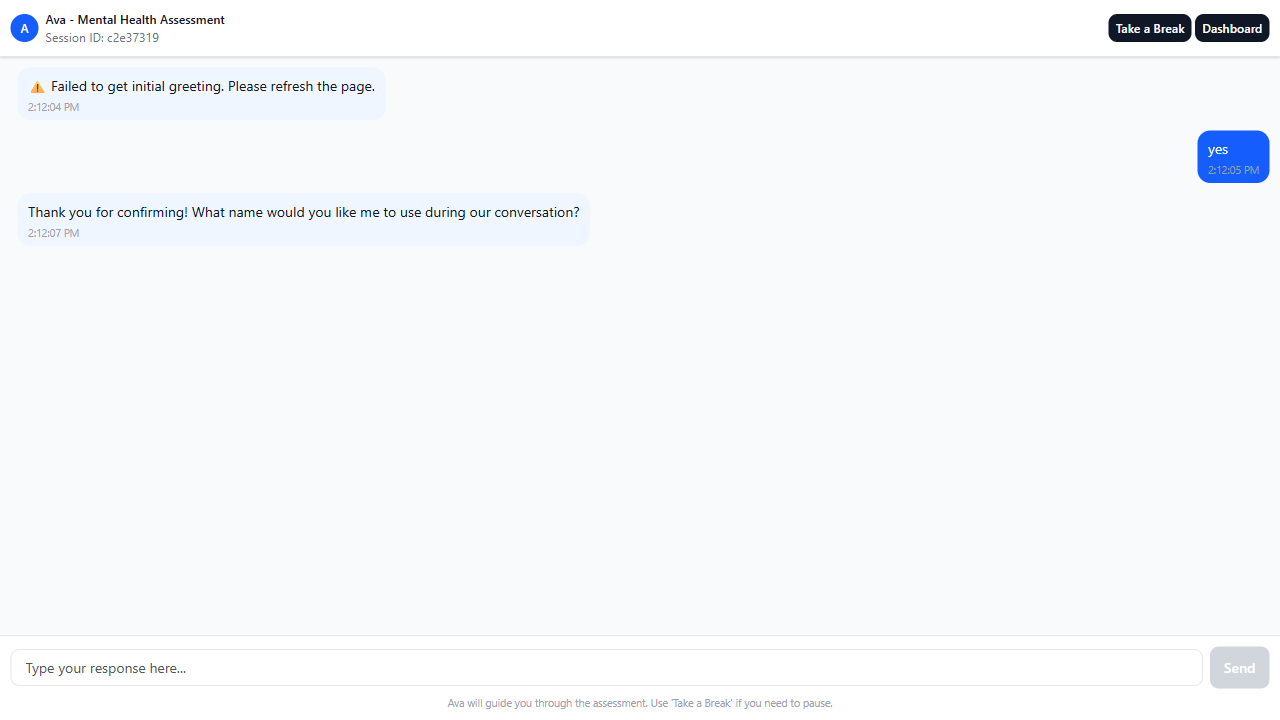 A
Ava - Mental Health Assessment
Session ID: c2e37319
Take a Break
Dashboard
⚠️ Failed to get initial greeting. Please refresh the page.
2:12:04 PM
yes
2:12:05 PM
Thank you for confirming! What name would you like me to use during our conversation?
2:12:07 PM
Type your response here...
Send
Ava will guide you through the assessment. Use 'Take a Break' if you need to pause.